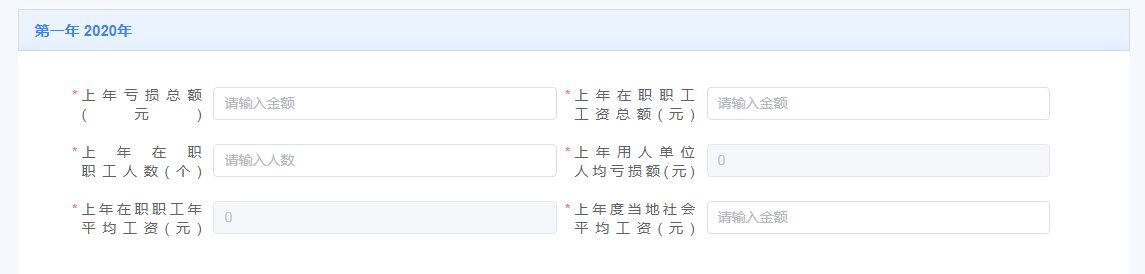 第一年 2020年
*上年亏损总额
(元)
请输入金额
*上年在职职工
工资总额(元)
请输入金额
*上年在职
职工人数(个)
请输入人数
*上年用人单位
人均亏损额(元)
0
*上年在职职工年
平均工资(元)
0
*上年度当地社会
平均工资(元)
请输入金额